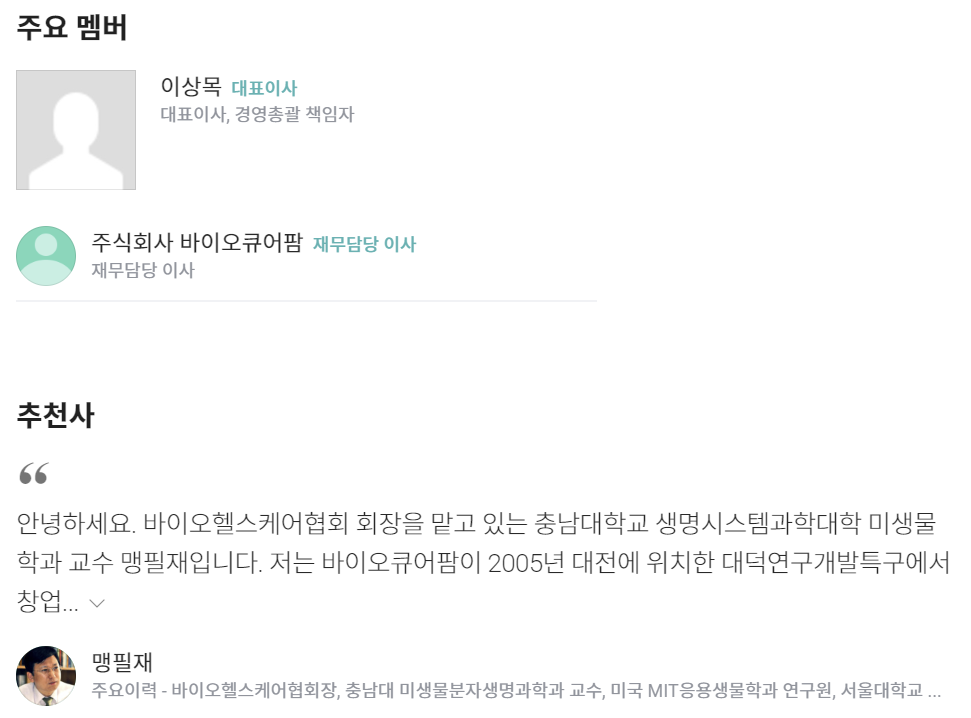 주요 멤버
이상목 대표이사
대표이사, 경영총괄 책임자
주식회사 바이오큐어팜 재무담당 이사
재무담당 이사
추천사
“
안녕하세요. 바이오헬스케어협회 회장을 맡고 있는 충남대학교 생명시스템과학대학 미생물
학과 교수 맹필재입니다. 저는 바이오큐어팜이 2005년 대전에 위치한 대덕연구개발특구에서
창업...
맹필재
주요이력 - 바이오헬스케어협회장, 충남대 미생물분자생명과학과 교수, 미국 MIT응용생물학과 연구원, 서울대학교 ...